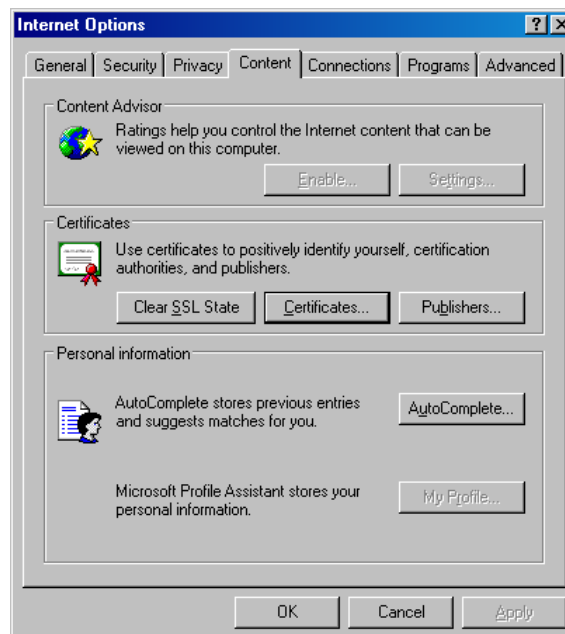 Internet Options
General Security Privacy Content Connections Programs Advanced
Content Advisor
Ratings help you control the Internet content that can be
viewed on this computer.
Enable... Settings...
Certificates
Use certificates to positively identify yourself, certification
authorities, and publishers.
Clear SSL State Certificates... Publishers...
Personal information
AutoComplete stores previous entries
and suggests matches for you.
AutoComplete...
Microsoft Profile Assistant stores your
personal information.
My Profile...
OK Cancel Apply